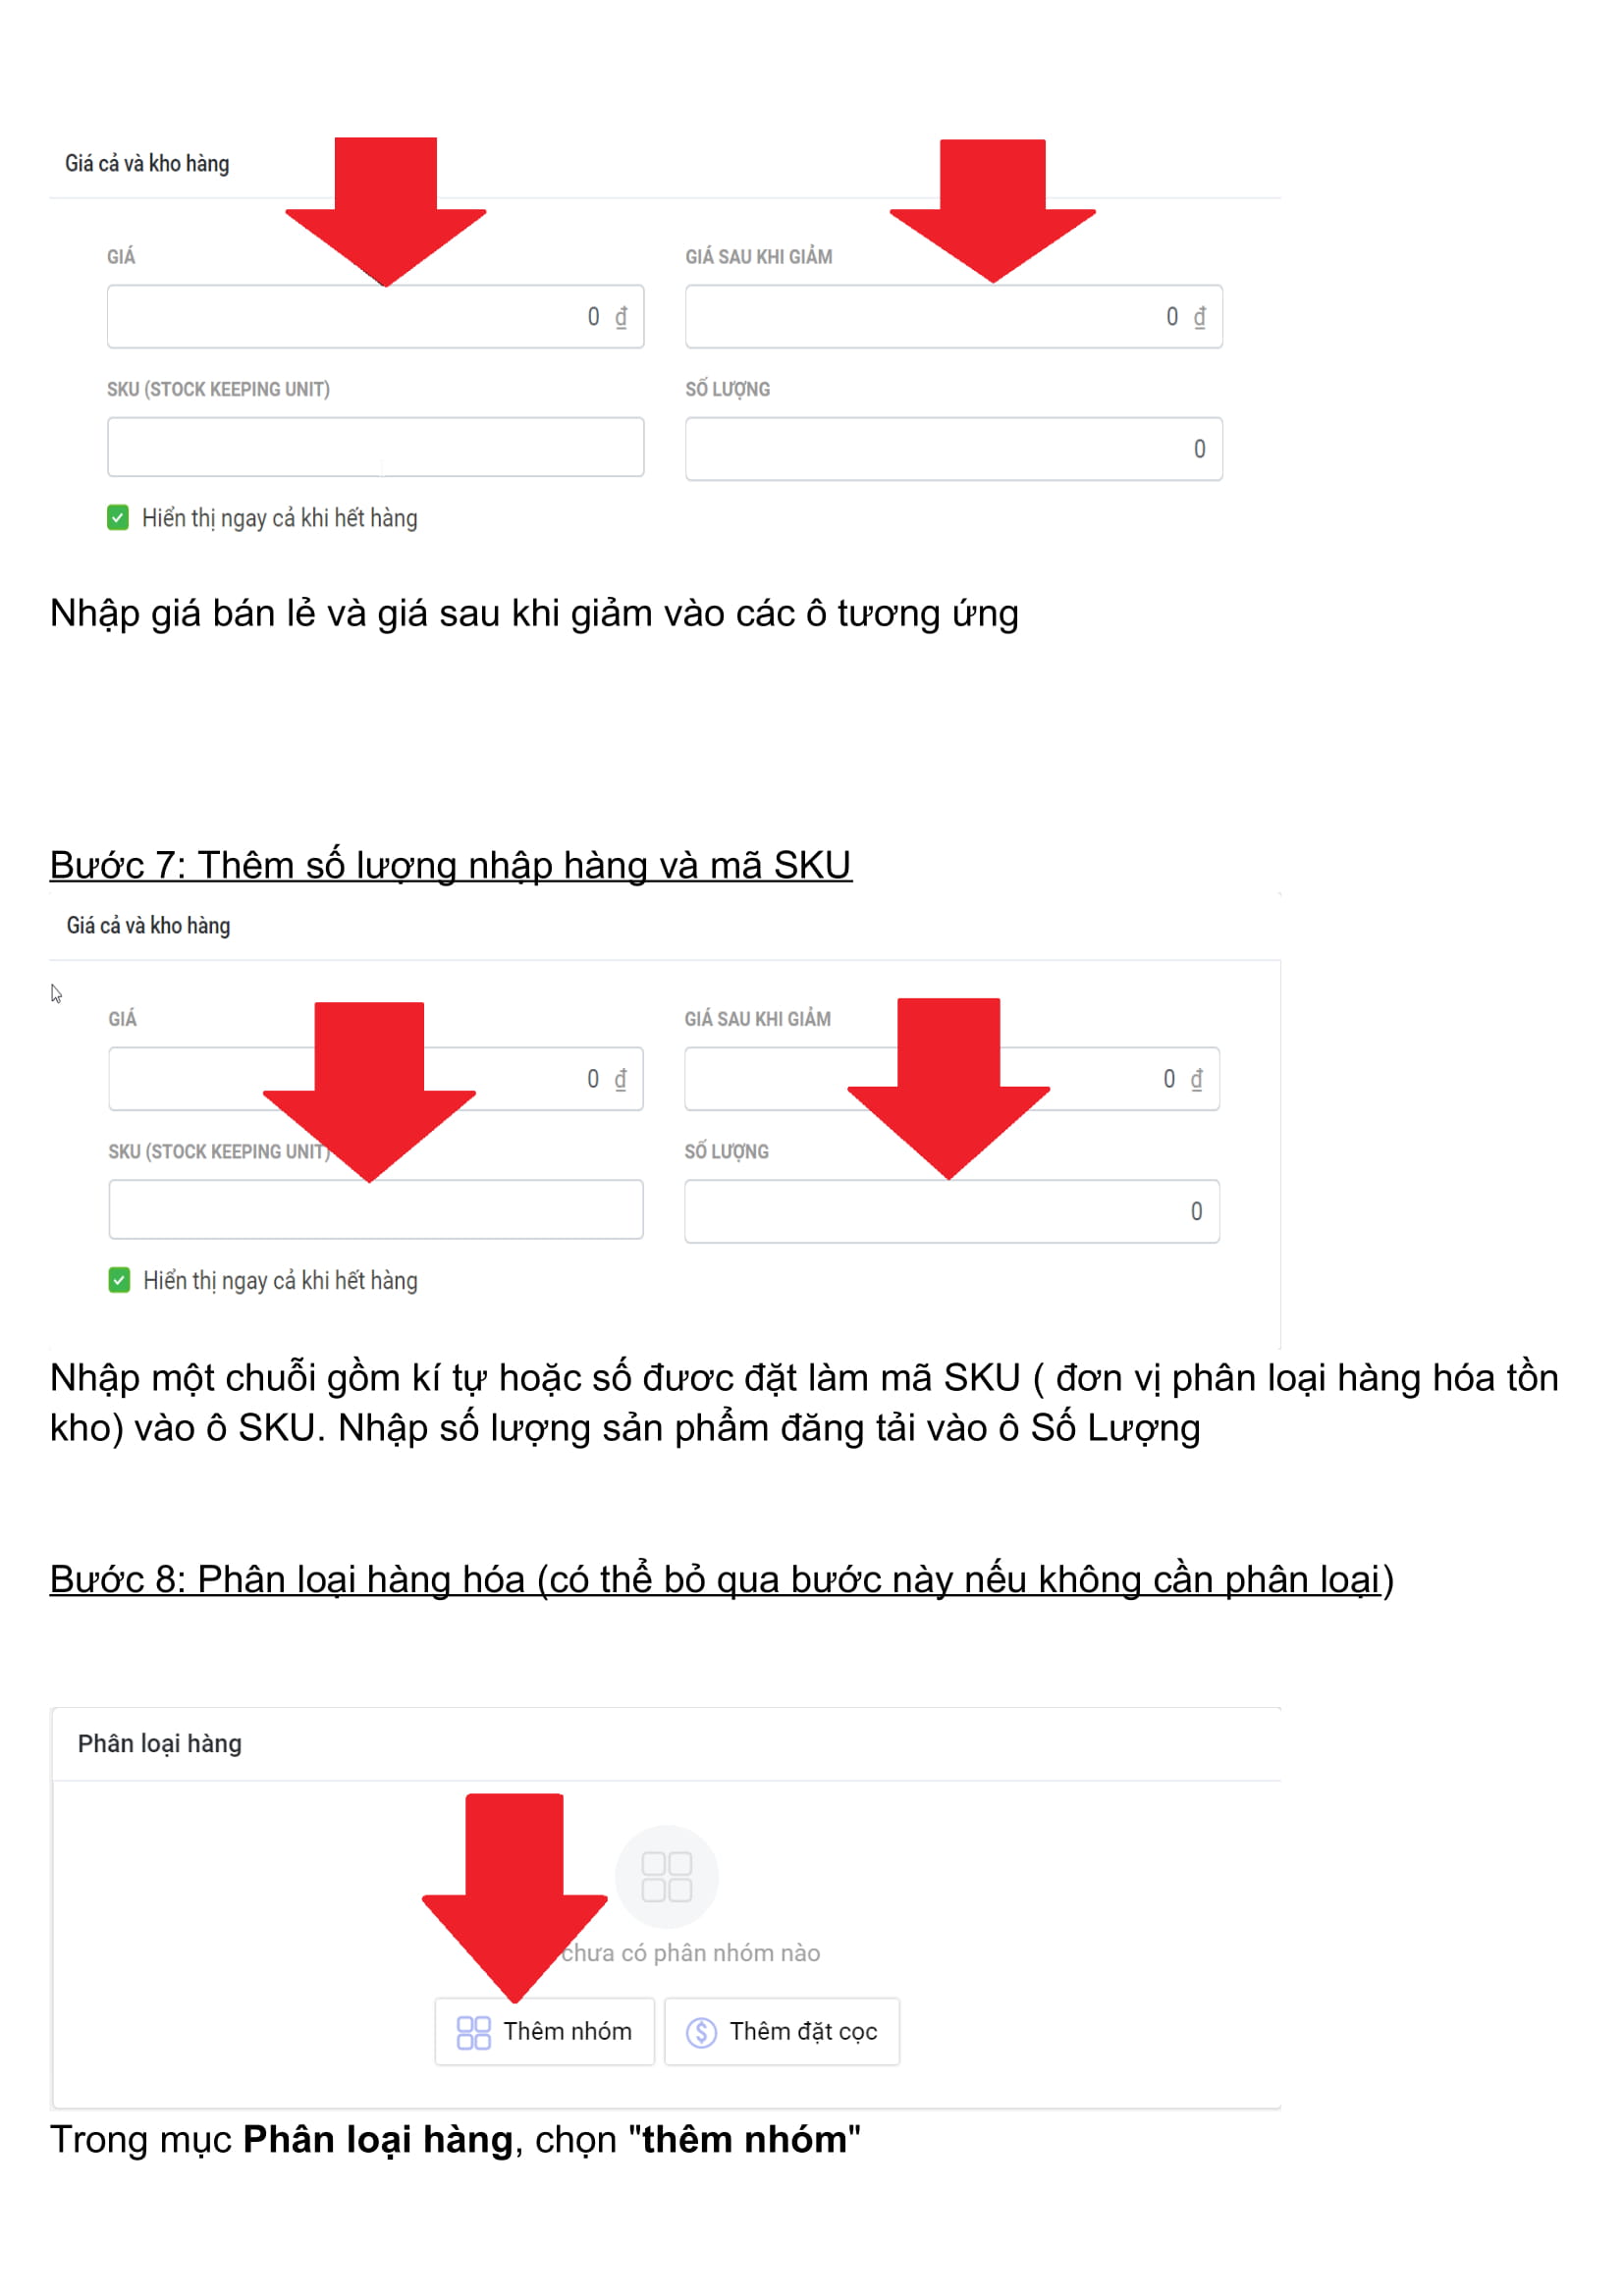 Giá cả và kho hàng
GIÁ
GIÁ SAU KHI GIẢM
0 ₫
0 ₫
SKU (STOCK KEEPING UNIT)
SỐ LƯỢNG
0
Hiển thị ngay cả khi hết hàng
Nhập giá bán lẻ và giá sau khi giảm vào các ô tương ứng
Bước 7: Thêm số lượng nhập hàng và mã SKU
Giá cả và kho hàng
GIÁ
GIÁ SAU KHI GIẢM
0 ₫
0 ₫
SKU (STOCK KEEPING UNIT)
SỐ LƯỢNG
0
Hiển thị ngay cả khi hết hàng
Nhập một chuỗi gồm kí tự hoặc số đươc đặt làm mã SKU ( đơn vị phân loại hàng hóa tồn
kho) vào ô SKU. Nhập số lượng sản phẩm đăng tải vào ô Số Lượng
Bước 8: Phân loại hàng hóa (có thể bỏ qua bước này nếu không cần phân loại)
Phân loại hàng
chưa có phân nhóm nào
Thêm nhóm
Thêm đặt cọc
Trong mục Phân loại hàng, chọn "thêm nhóm"